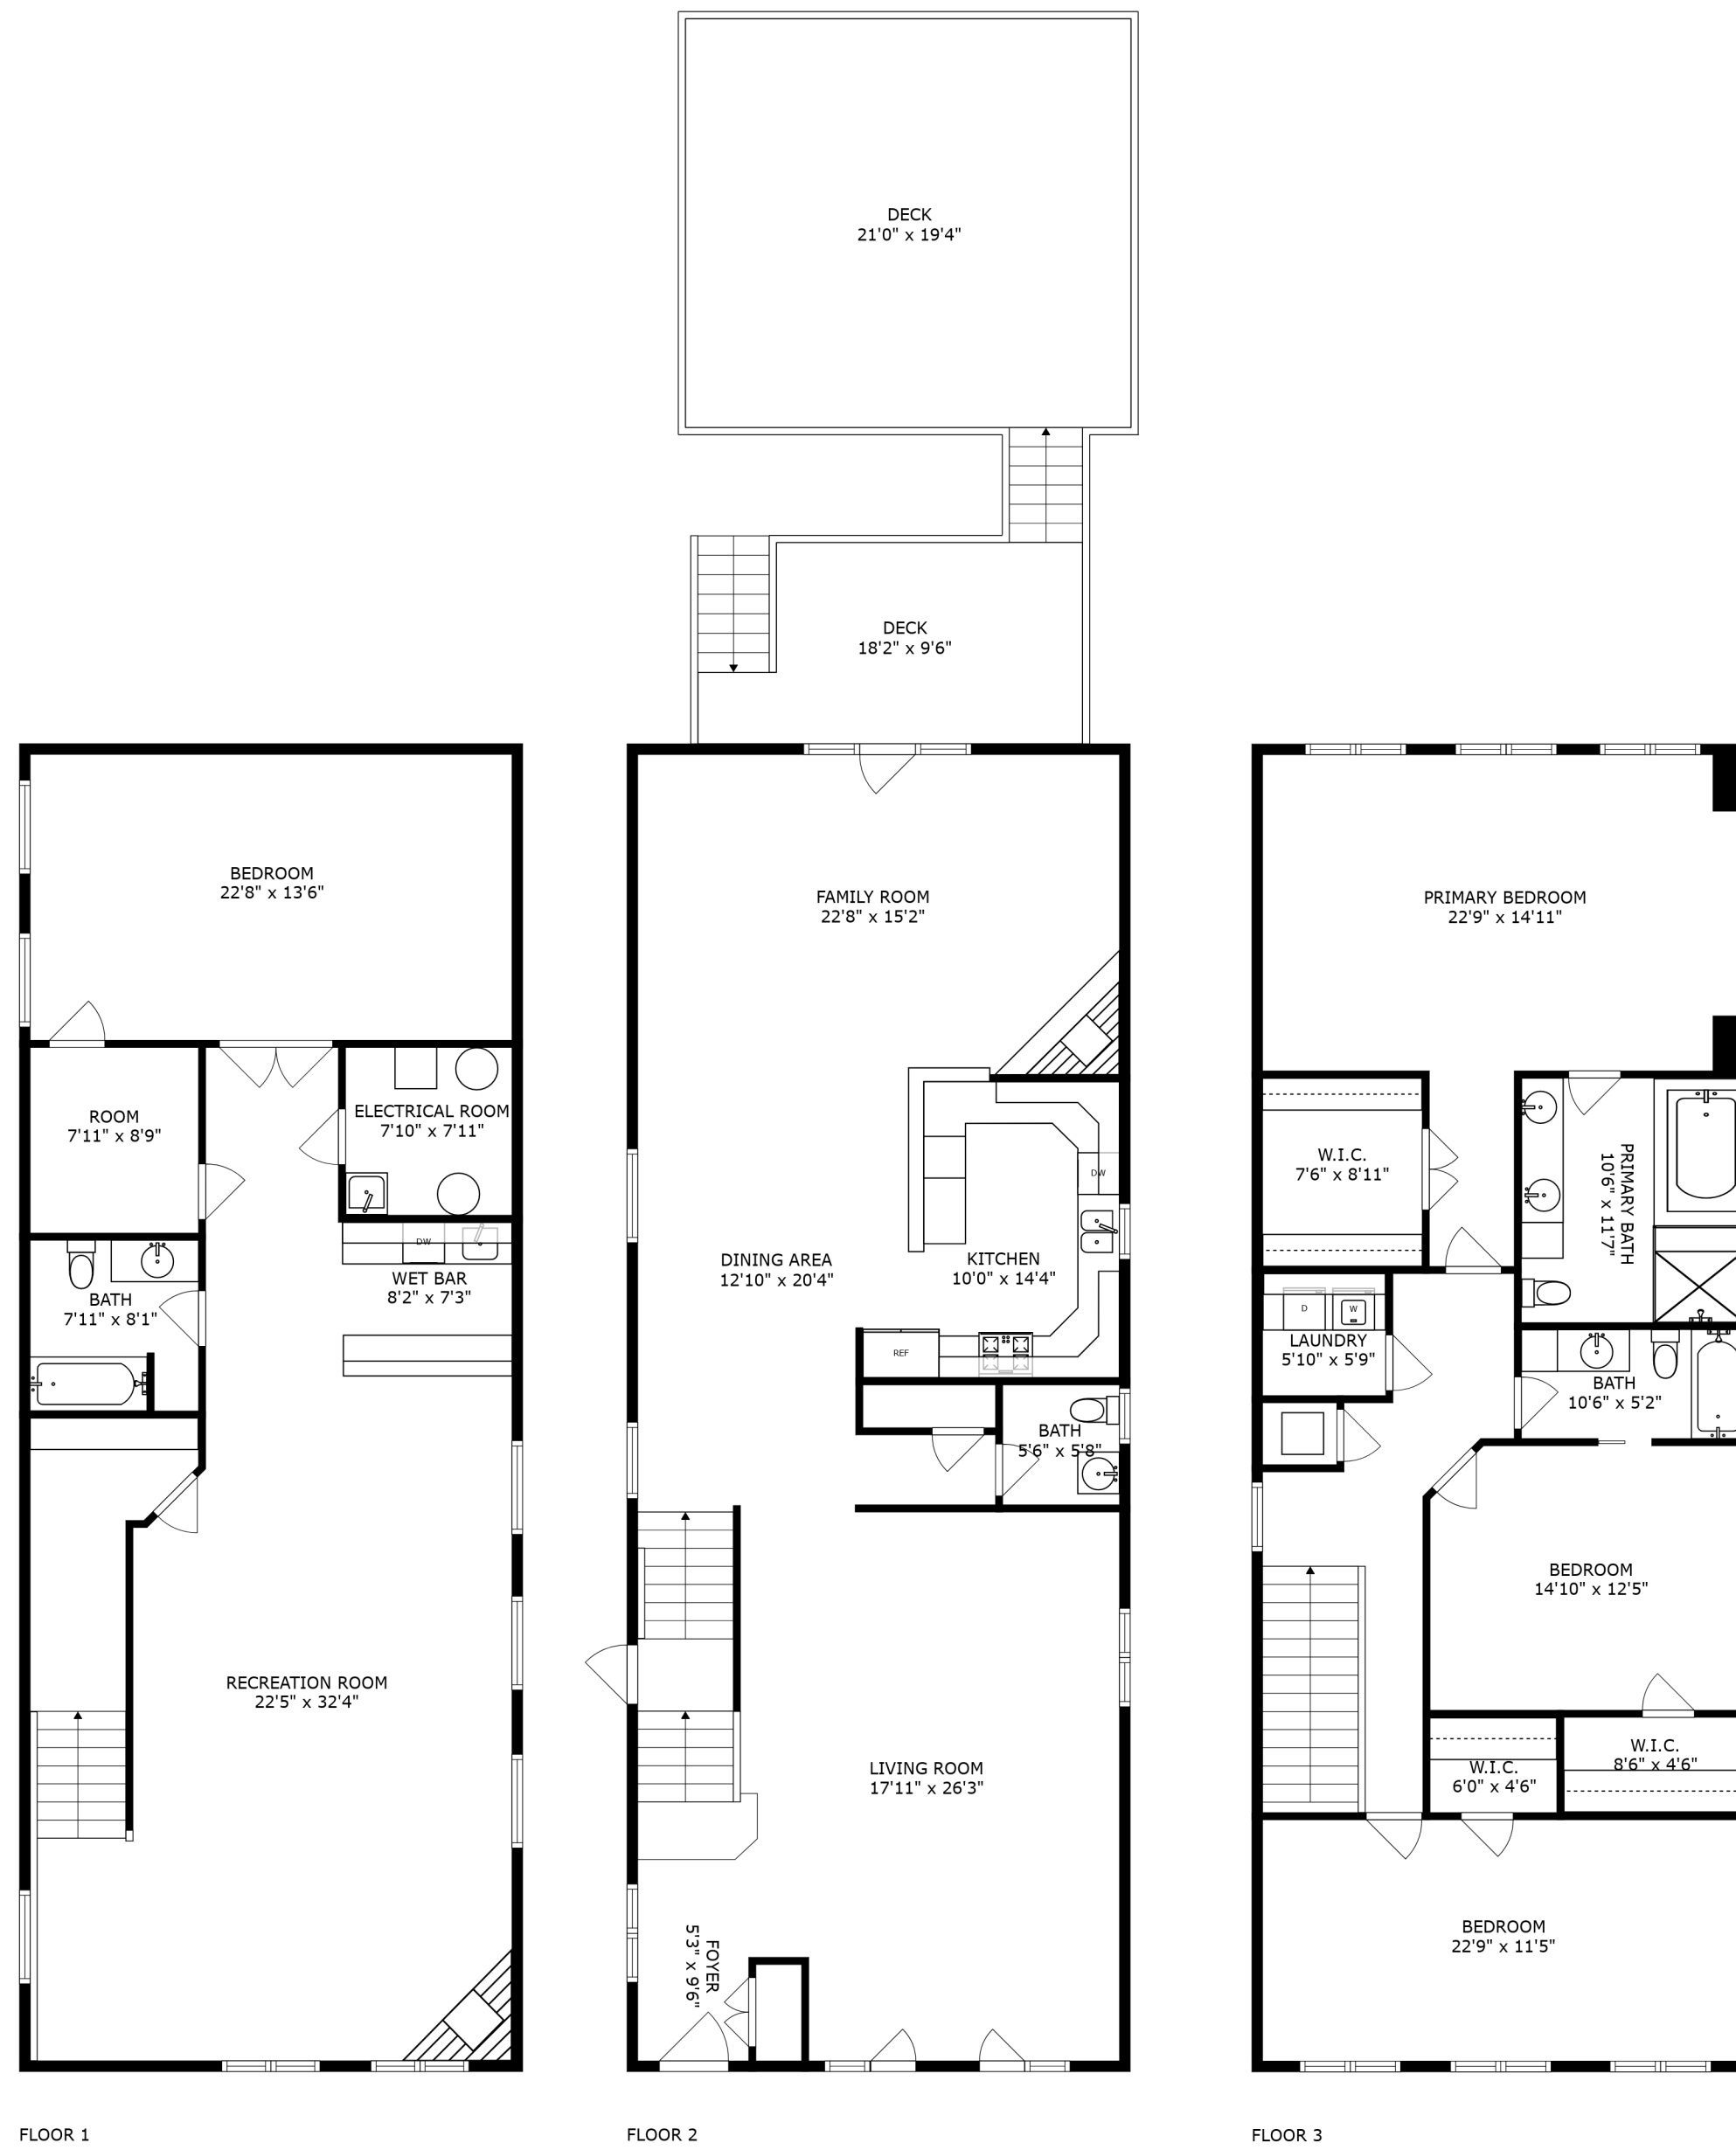 DECK
21'0" x 19'4"
DECK
18'2" x 9'6"
BEDROOM
22'8" x 13'6"
ROOM
7'11" x 8'9"
ELECTRICAL ROOM
7'10" x 7'11"
DW
WET BAR
8'2" x 7'3"
BATH
7'11" x 8'1"
RECREATION ROOM
22'5" x 32'4"
FLOOR 1
FAMILY ROOM
22'8" x 15'2"
DW
DINING AREA
12'10" x 20'4"
KITCHEN
10'0" x 14'4"
REF
BATH
5'6" x 5'8"
LIVING ROOM
17'11" x 26'3"
FOYER
5'3" x 9'6"
FLOOR 2
PRIMARY BEDROOM
22'9" x 14'11"
W.I.C.
7'6" x 8'11"
PRIMARY BATH
10'6" x 11'7"
D
W
LAUNDRY
5'10" x 5'9"
BATH
10'6" x 5'2"
BEDROOM
14'10" x 12'5"
W.I.C.
6'0" x 4'6"
W.I.C.
8'6" x 4'6"
BEDROOM
22'9" x 11'5"
FLOOR 3